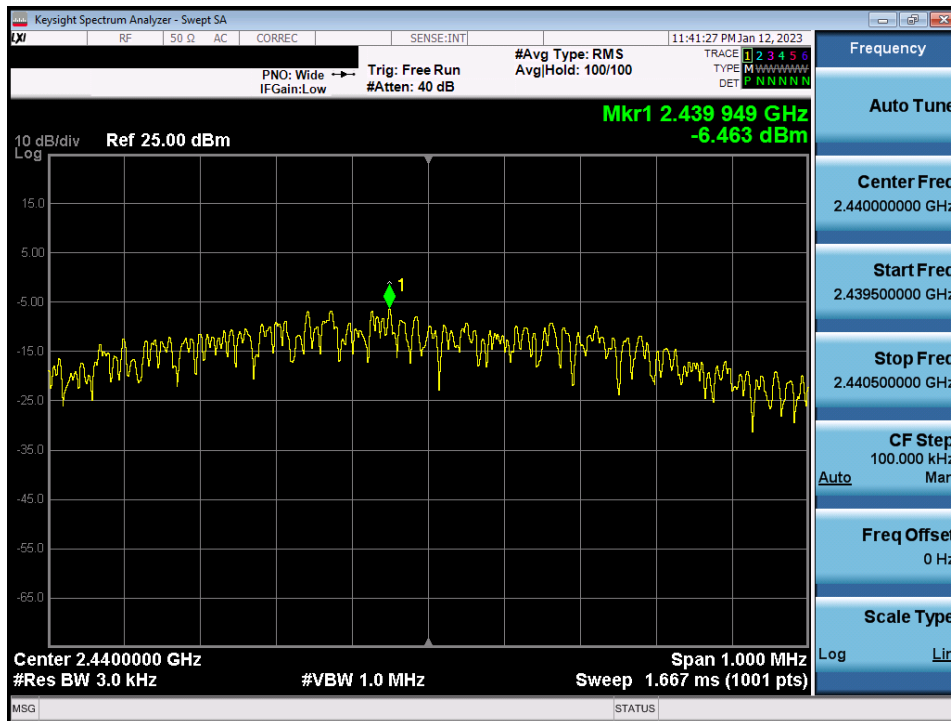 Keysight Spectrum Analyzer - Swept SA
LXI RF 50 Ω AC CORREC SENSE:INT 11:41:27 PM Jan 12, 2023
PNO: Wide Trig: Free Run #Avg Type: RMS TRACE 1 2 3 4 5 6
IFGain:Low #Atten: 40 dB Avg|Hold: 100/100 TYPE M WWWWW
DET P N N N N N
Mkr1 2.439 949 GHz
-6.463 dBm
10 dB/div Ref 25.00 dBm
Log
15.0
5.00
-5.00
1
-15.0
-25.0
-35.0
-45.0
-55.0
-65.0
Center 2.4400000 GHz Span 1.000 MHz
#Res BW 3.0 kHz #VBW 1.0 MHz Sweep 1.667 ms (1001 pts)
MSG STATUS
Frequency
Auto Tune
Center Freq
2.440000000 GHz
Start Freq
2.439500000 GHz
Stop Freq
2.440500000 GHz
CF Step
100.000 kHz
Auto Man
Freq Offset
0 Hz
Scale Type
Log Lin